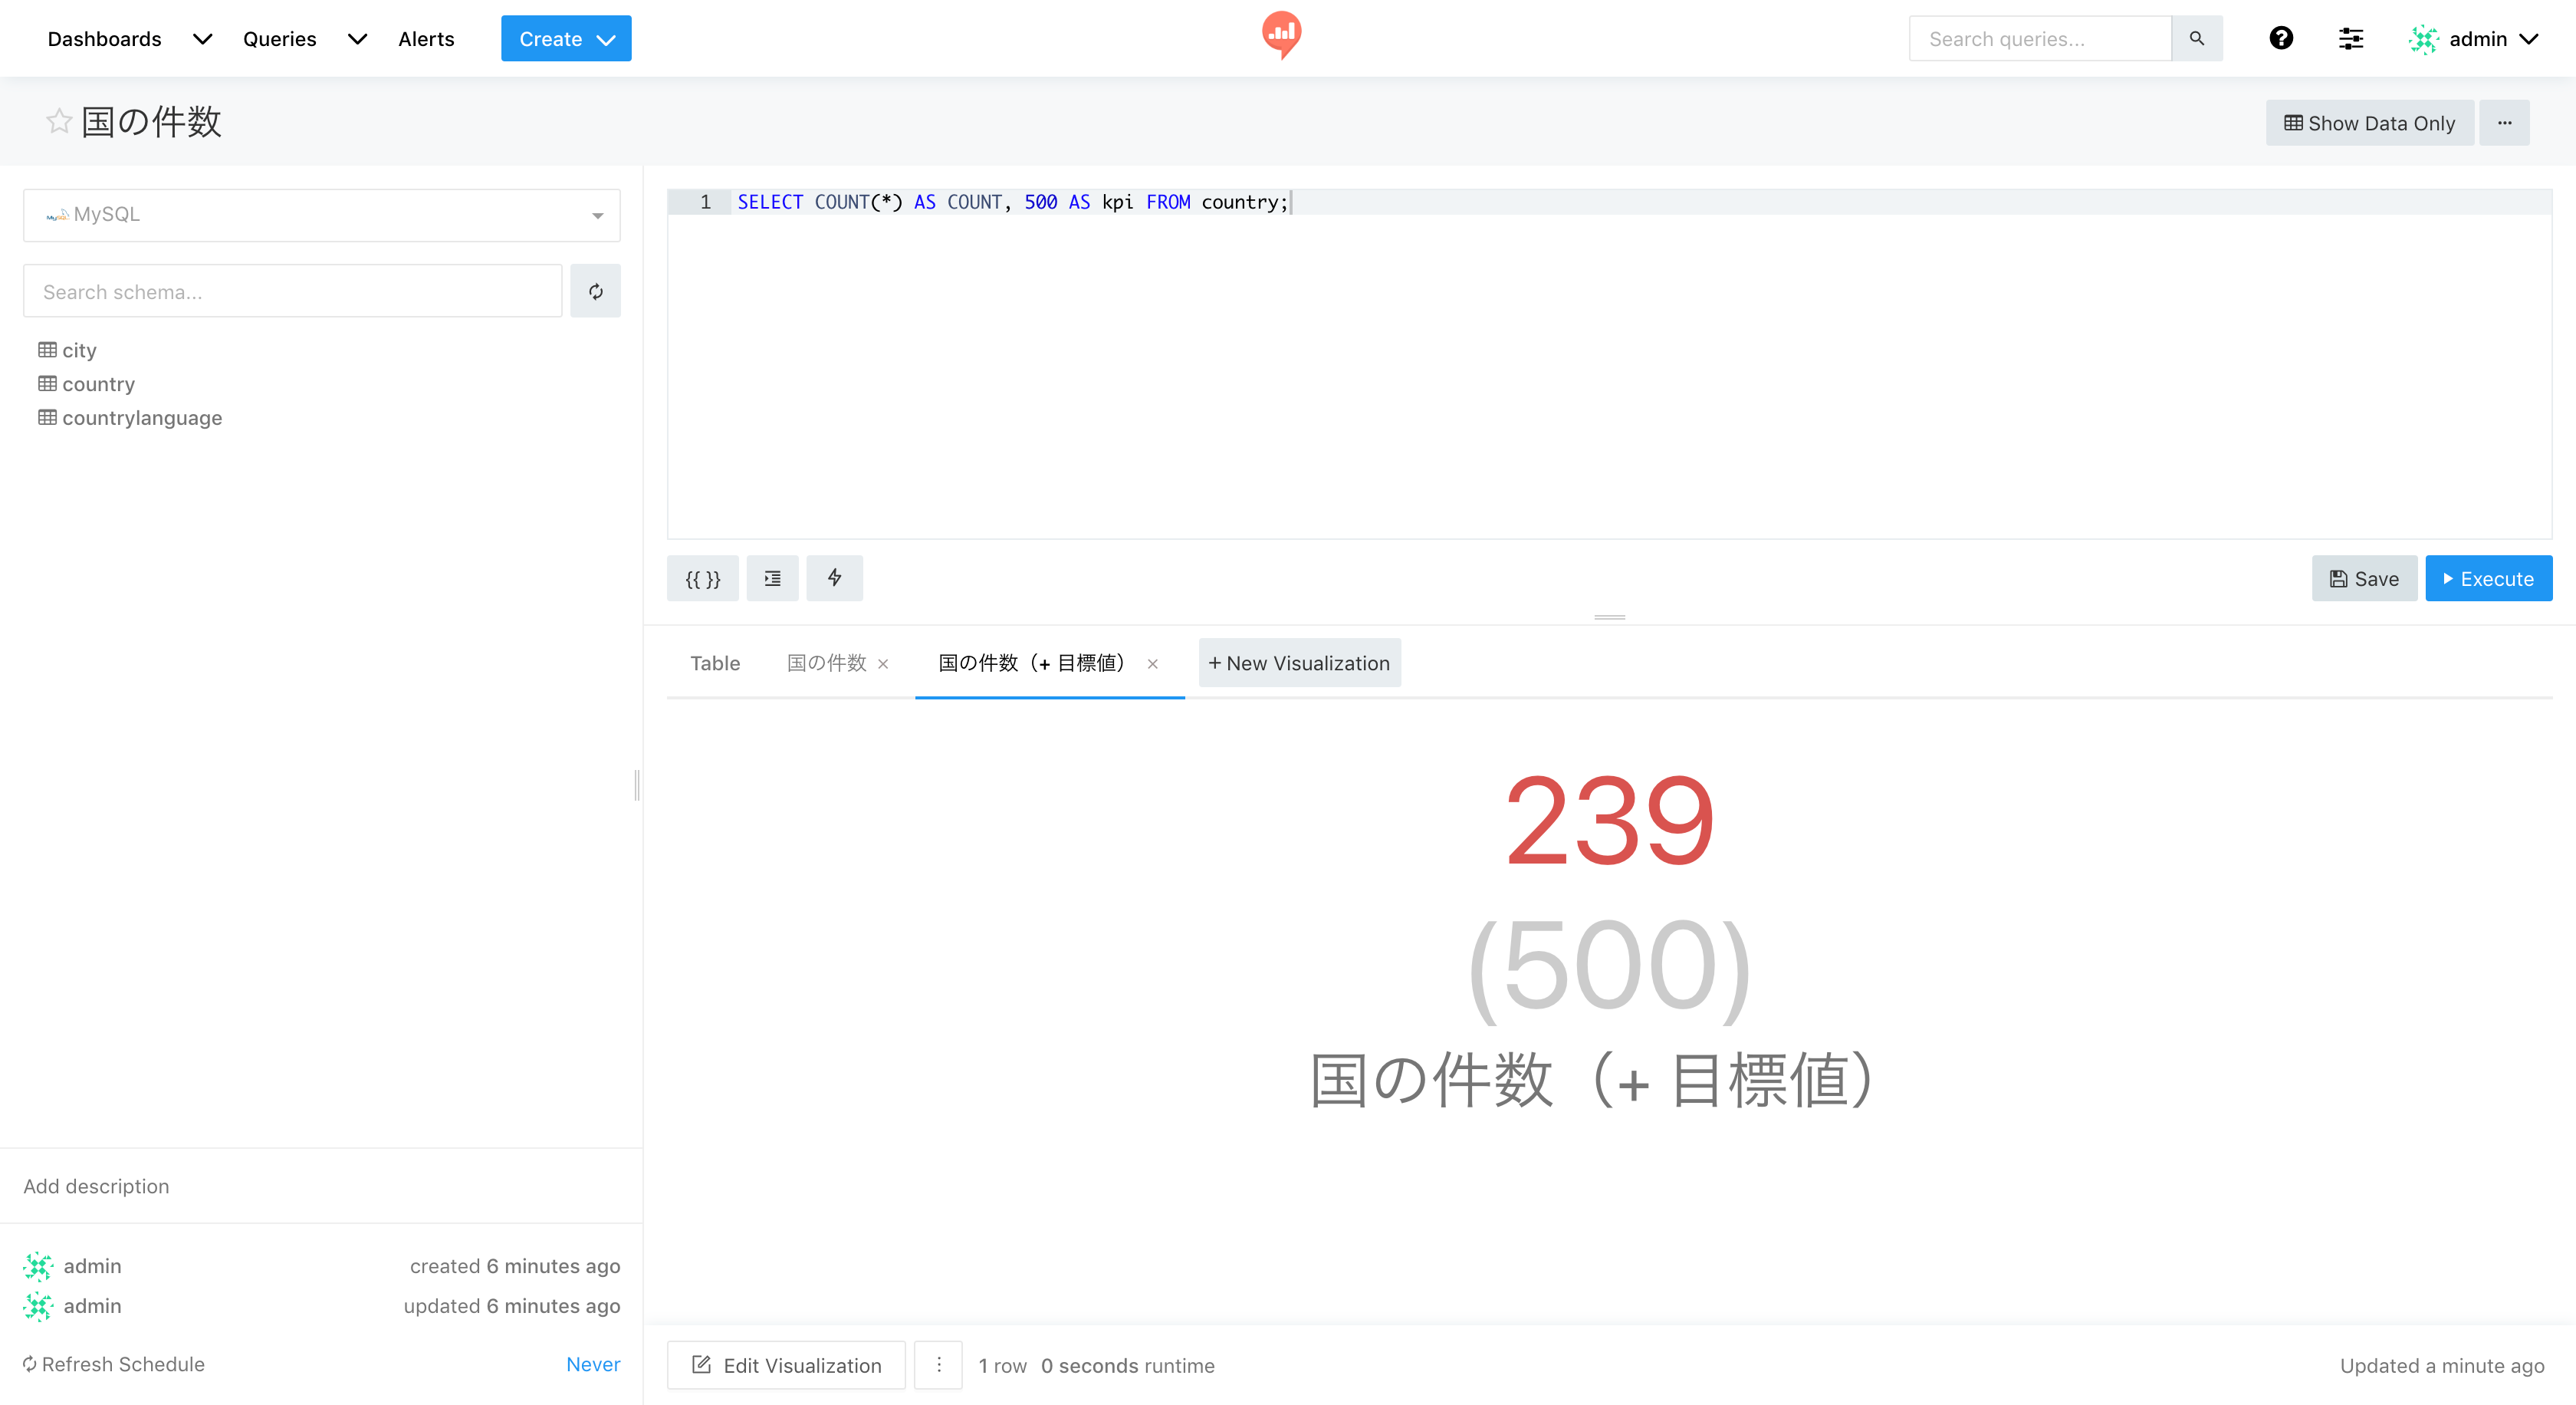 Dashboards Queries Alerts Create Search queries... admin
国の件数 Show Data Only ...
MySQL
Search schema...
city
country
countrylanguage
Add description
admin created 6 minutes ago
admin updated 6 minutes ago
Refresh Schedule Never
1 SELECT COUNT(*) AS COUNT, 500 AS kpi FROM country;
{{ }} Save Execute
Table 国の件数 × 国の件数（+ 目標値） × + New Visualization
239
(500)
国の件数（+ 目標値）
Edit Visualization 1 row 0 seconds runtime Updated a minute ago